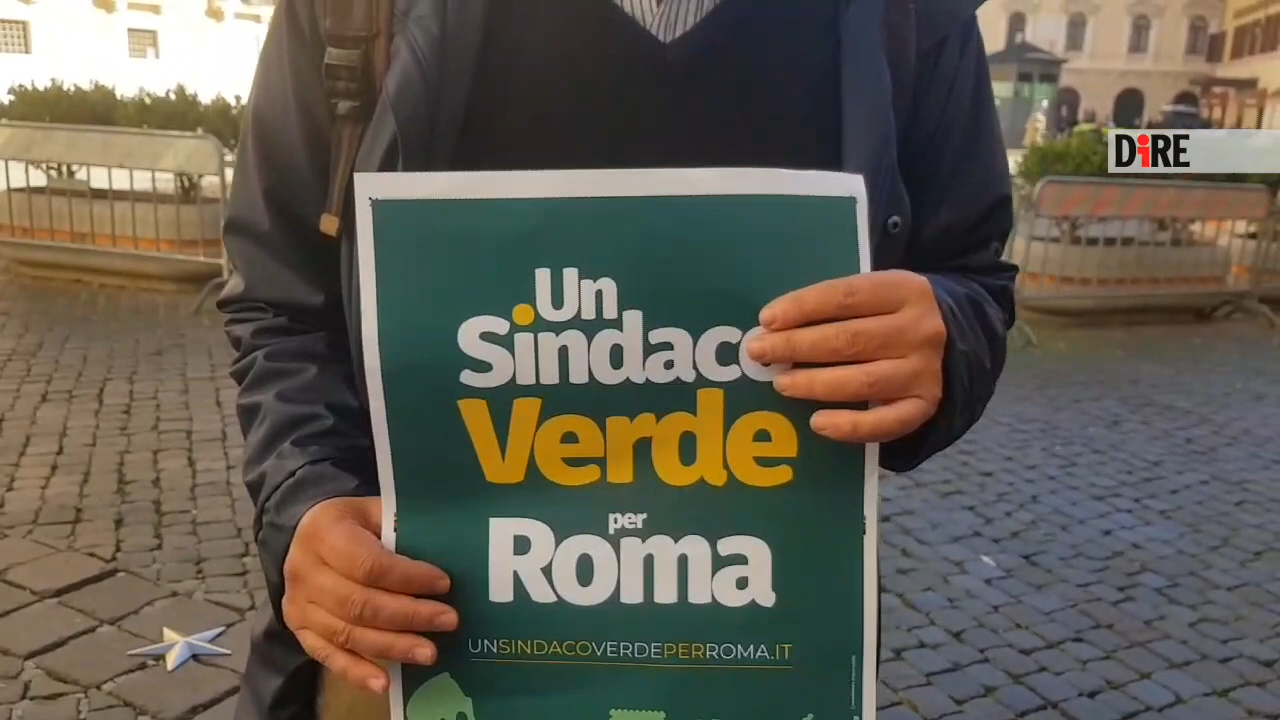 DiRE
Un
Sindaco
Verde
per
Roma
UNSINDACOVERDEPERROMA.IT